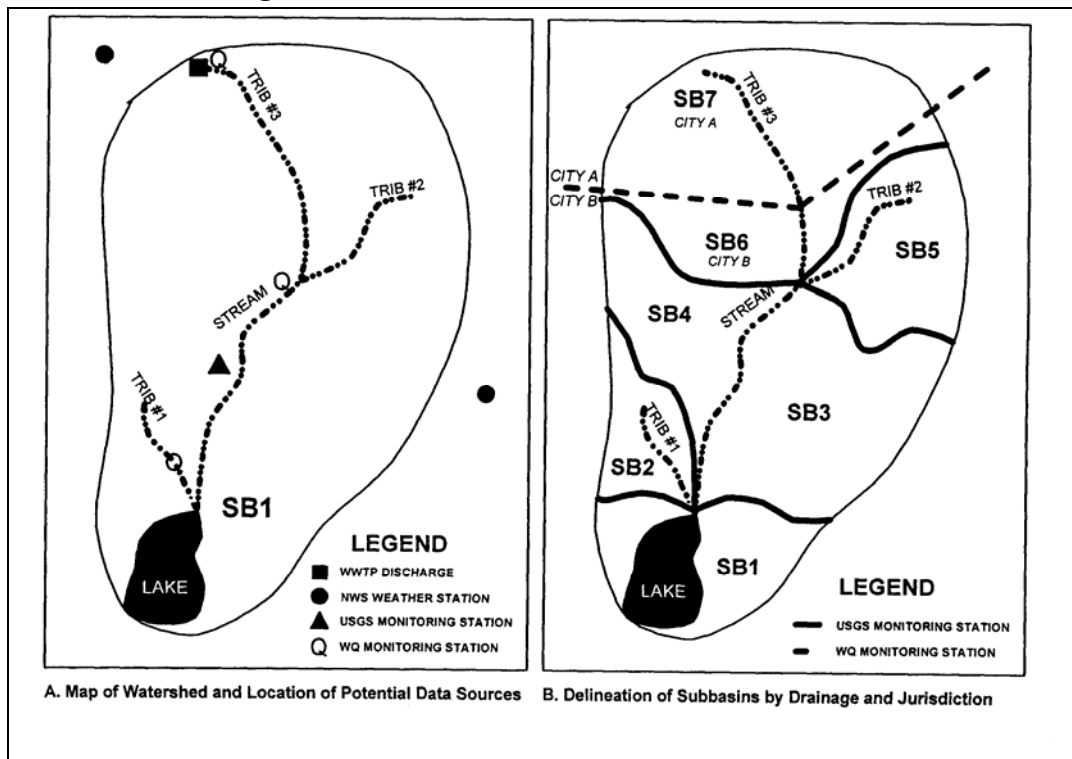 Q
TRIB #3
TRIB #2
STREAM
Q
TRIB #1
Q
SB1
LAKE
LEGEND
WWTP DISCHARGE
NWS WEATHER STATION
USGS MONITORING STATION
Q WQ MONITORING STATION
A. Map of Watershed and Location of Potential Data Sources
SB7
CITY A
TRIB #3
CITY A
CITY B
TRIB #2
SB6
CITY B
SB5
SB4
STREAM
SB3
TRIB #1
SB2
SB1
LAKE
LEGEND
USGS MONITORING STATION
WQ MONITORING STATION
B. Delineation of Subbasins by Drainage and Jurisdiction